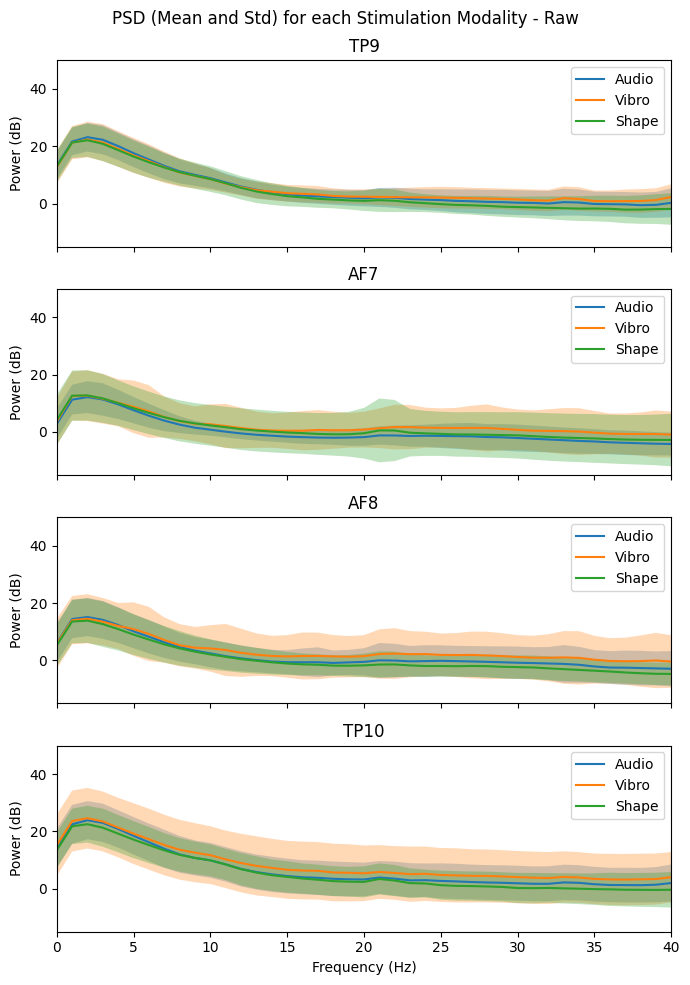 PSD (Mean and Std) for each Stimulation Modality - Raw
TP9
40
20
0
Power (dB)
Audio
Vibro
Shape
AF7
40
20
0
Power (dB)
Audio
Vibro
Shape
AF8
40
20
0
Power (dB)
Audio
Vibro
Shape
TP10
40
20
0
Power (dB)
Audio
Vibro
Shape
0 5 10 15 20 25 30 35 40
Frequency (Hz)